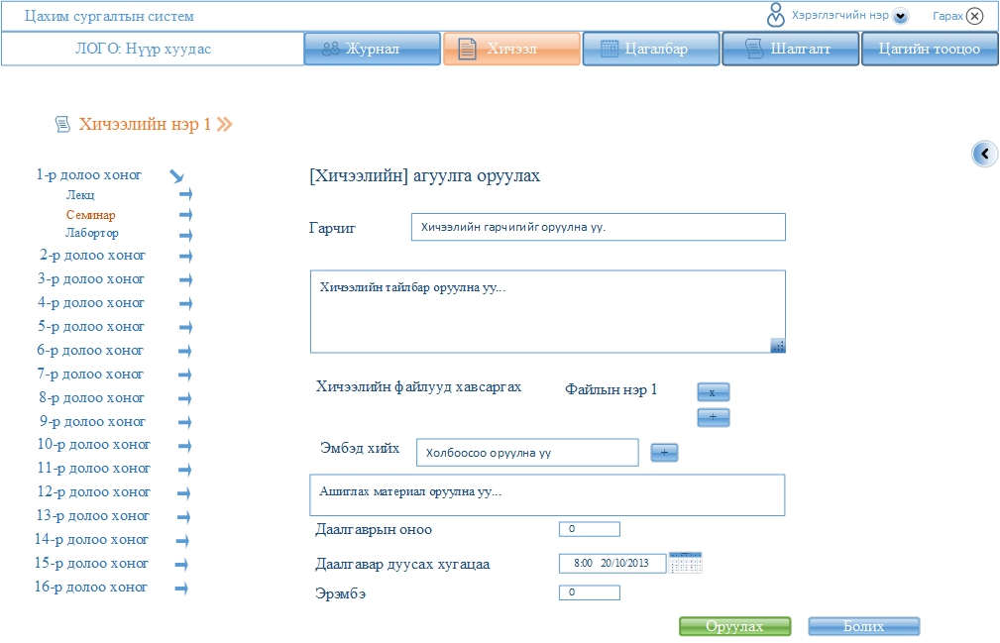 Цахим сургалтын систем
Хэрэглэгчийн нэр
Гарах
ЛОГО: Нүүр хуудас
Журнал
Хичээл
Цагалбар
Шалгалт
Цагийн тооцоо
Хичээлийн нэр 1
1-р долоо хоног
Лекц
Семинар
Лабортор
2-р долоо хоног
3-р долоо хоног
4-р долоо хоног
5-р долоо хоног
6-р долоо хоног
7-р долоо хоног
8-р долоо хоног
9-р долоо хоног
10-р долоо хоног
11-р долоо хоног
12-р долоо хоног
13-р долоо хоног
14-р долоо хоног
15-р долоо хоног
16-р долоо хоног
[Хичээлийн] агуулга оруулах
Гарчиг
Хичээлийн гарчигийг оруулна уу.
Хичээлийн тайлбар оруулна уу...
Хичээлийн файлууд хавсаргах
Файлын нэр 1
x
+
Эмбэд хийх
Холбоосоо оруулна уу
+
Ашиглах материал оруулна уу...
Даалгаврын оноо
0
Даалгавар дуусах хугацаа
8:00 20/10/2013
Эрэмбэ
0
Оруулах
Болих